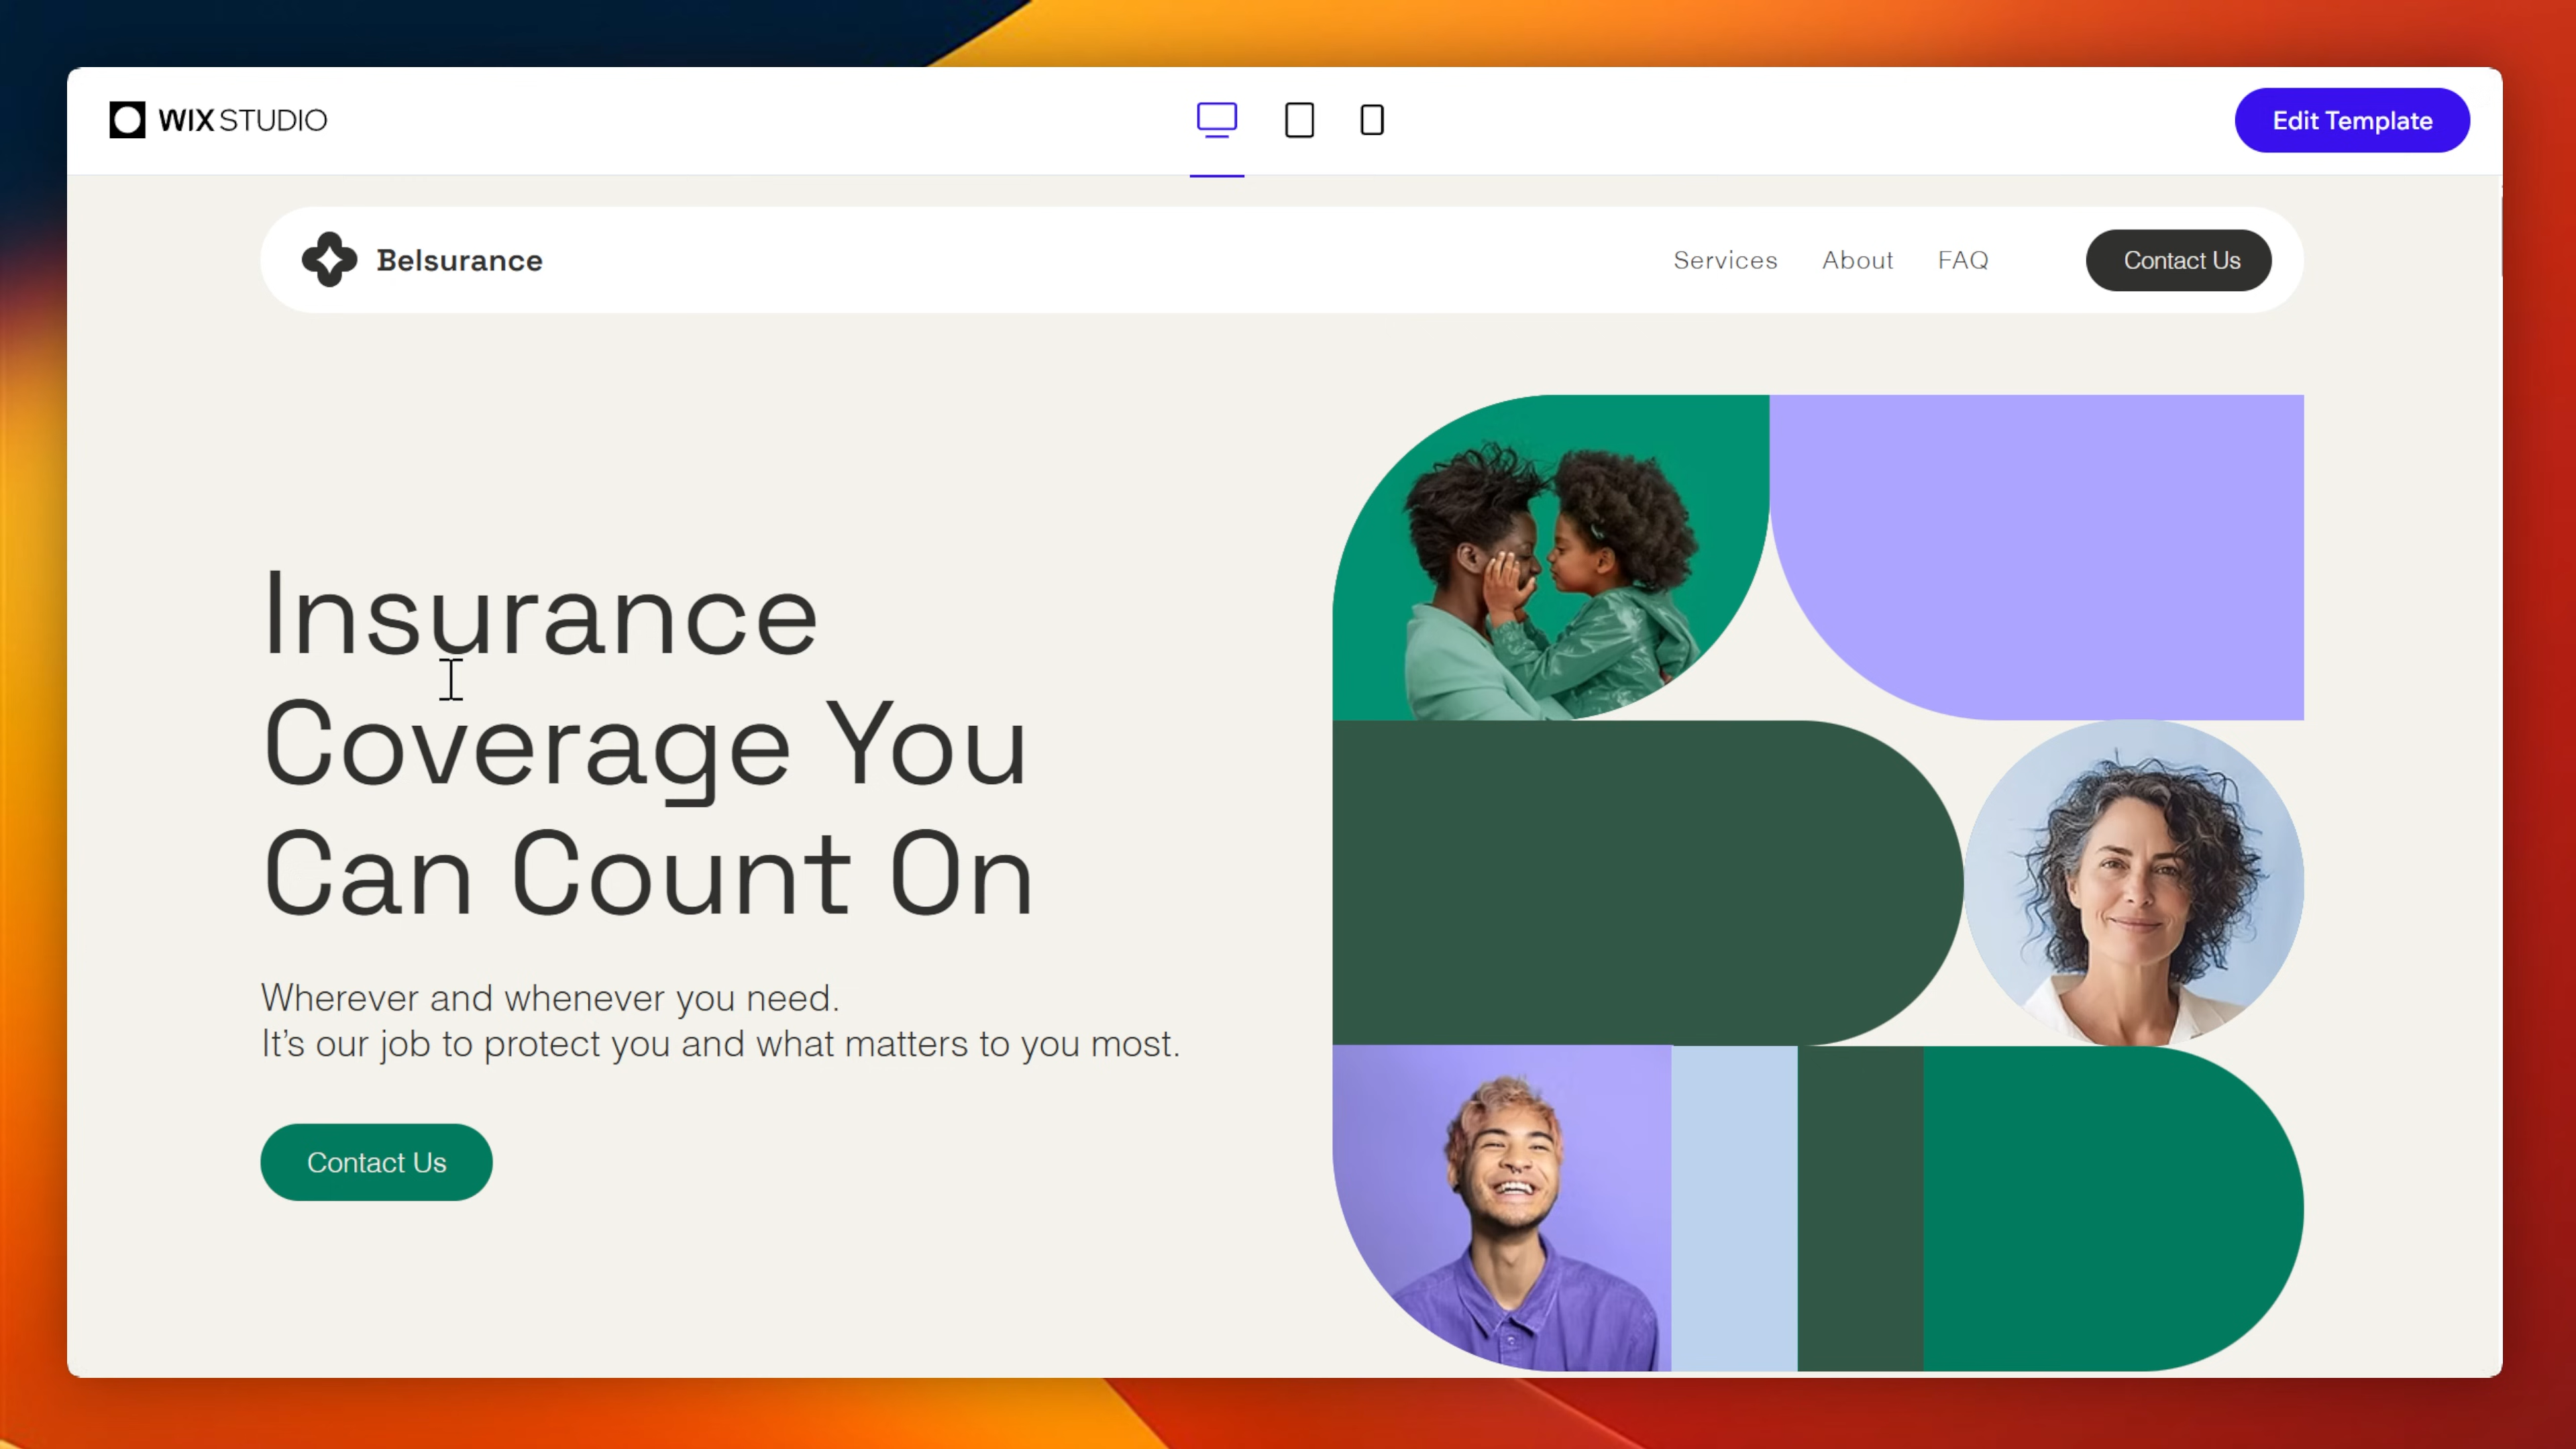 WIX STUDIO
Edit Template
Belsurance
Services
About
FAQ
Contact Us
Insurance
Coverage You
Can Count On
Wherever and whenever you need.
It’s our job to protect you and what matters to you most.
Contact Us